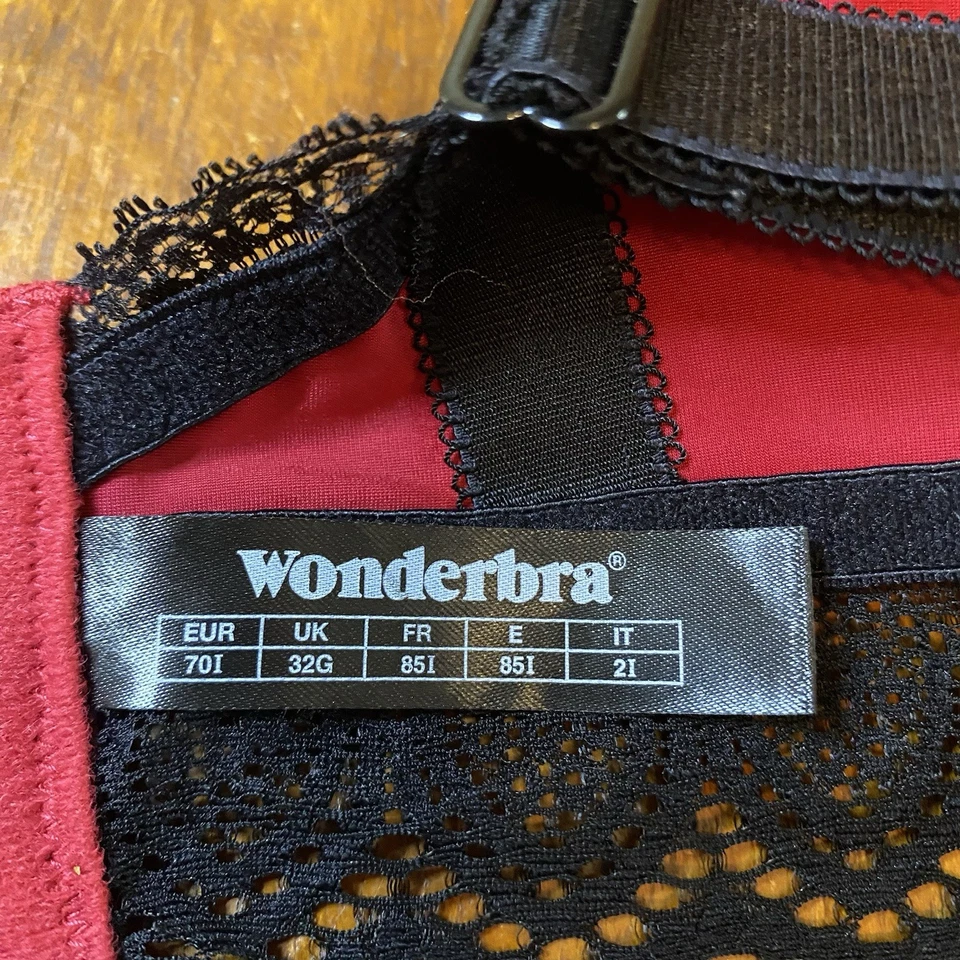 Wonderbra®
EUR UK FR E IT
70I 32G 85I 85I 2I